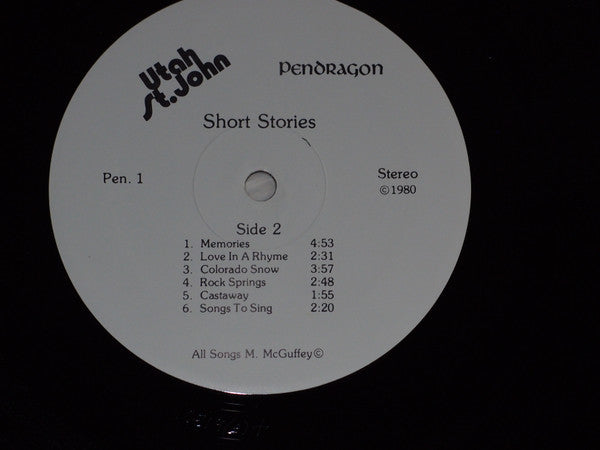 Utah
St. John
PENDRAGON
Short Stories
Pen. 1
Stereo
©1980
Side 2
1. Memories 4:53
2. Love In A Rhyme 2:31
3. Colorado Snow 3:57
4. Rock Springs 2:48
5. Castaway 1:55
6. Songs To Sing 2:20
All Songs M. McGuffey©